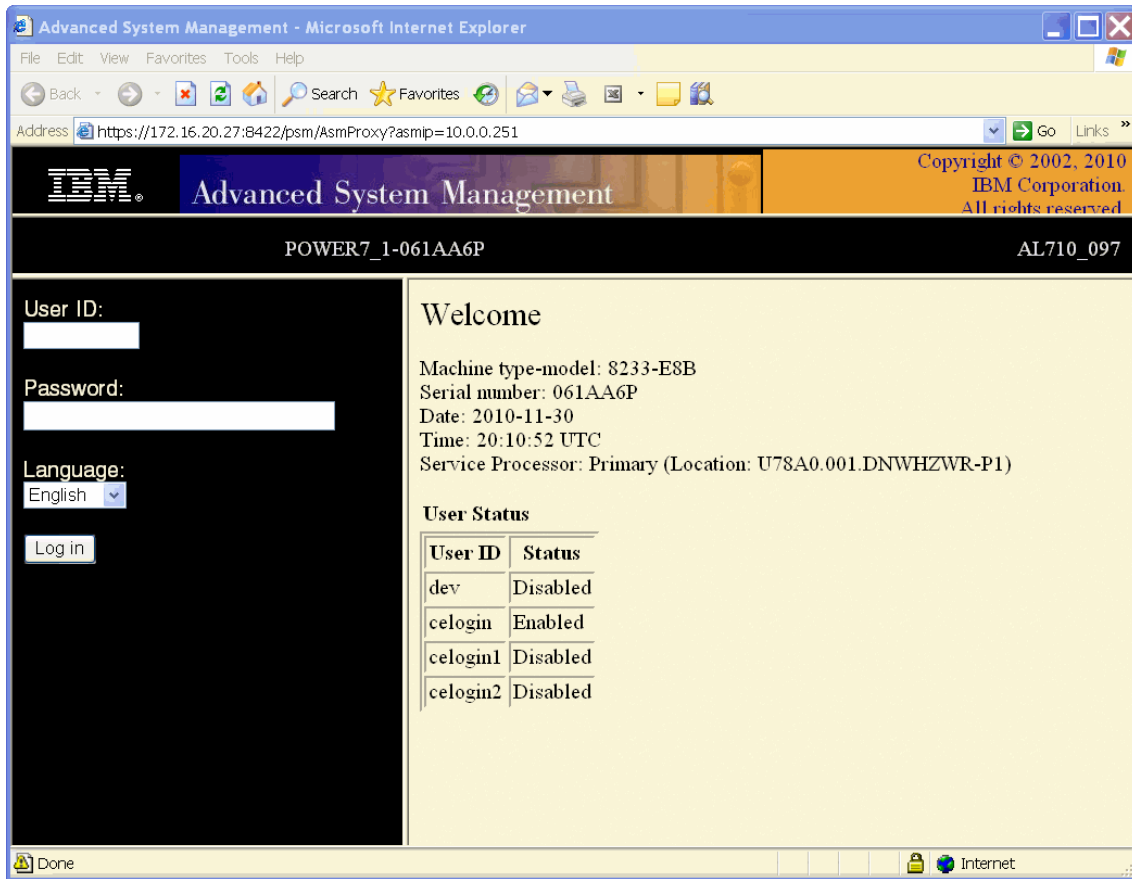 Advanced System Management - Microsoft Internet Explorer
File Edit View Favorites Tools Help
Back Search Favorites
Address https://172.16.20.27:8422/psm/AsmProxy?asmip=10.0.0.251 Go Links »
IBM® Advanced System Management
Copyright © 2002, 2010
IBM Corporation.
All rights reserved
POWER7_1-061AA6P AL710_097
User ID:
Password:
Language:
English
Log in
Welcome
Machine type-model: 8233-E8B
Serial number: 061AA6P
Date: 2010-11-30
Time: 20:10:52 UTC
Service Processor: Primary (Location: U78A0.001.DNWHZWR-P1)
User Status
User ID Status
dev Disabled
celogin Enabled
celogin1 Disabled
celogin2 Disabled
Done Internet